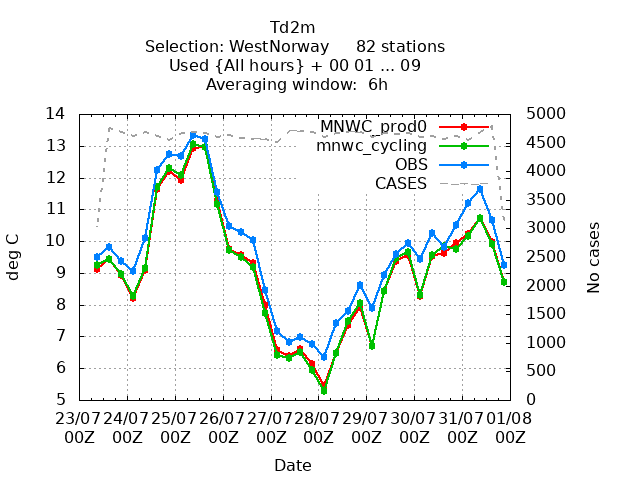 Td2m
Selection: WestNorway 82 stations
Used {All hours} + 00 01 ... 09
Averaging window: 6h
14
13
12
11
10
9
8
7
6
5
5000
4500
4000
3500
3000
2500
2000
1500
1000
500
0
MNWC_prod0
mnwc_cycling
OBS
CASES
deg C
No cases
23/07 24/07 25/07 26/07 27/07 28/07 29/07 30/07 31/07 01/08
00Z 00Z 00Z 00Z 00Z 00Z 00Z 00Z 00Z 00Z
Date